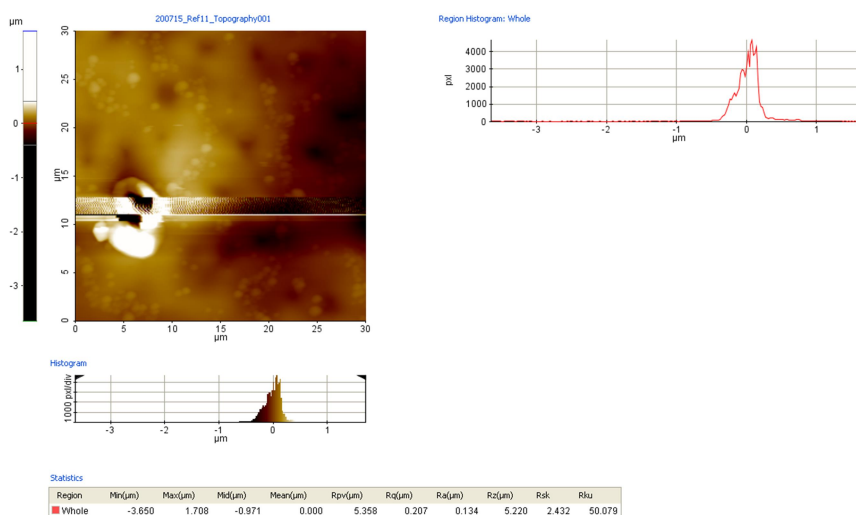 200715_Ref11_Topography001
µm
1
0
-1
-2
-3
30
25
20
15
10
5
0
µm
0 5 10 15 20 25 30
µm
Region Histogram: Whole
4000
3000
2000
1000
0
pxl
-3 -2 -1 0 1
µm
Histogram
1000 pxl/div
-3 -2 -1 0 1
µm
Statistics
Region Min(µm) Max(µm) Mid(µm) Mean(µm) Rpv(µm) Rq(µm) Ra(µm) Rz(µm) Rsk Rku
Whole -3.650 1.708 -0.971 0.000 5.358 0.207 0.134 5.220 2.432 50.079